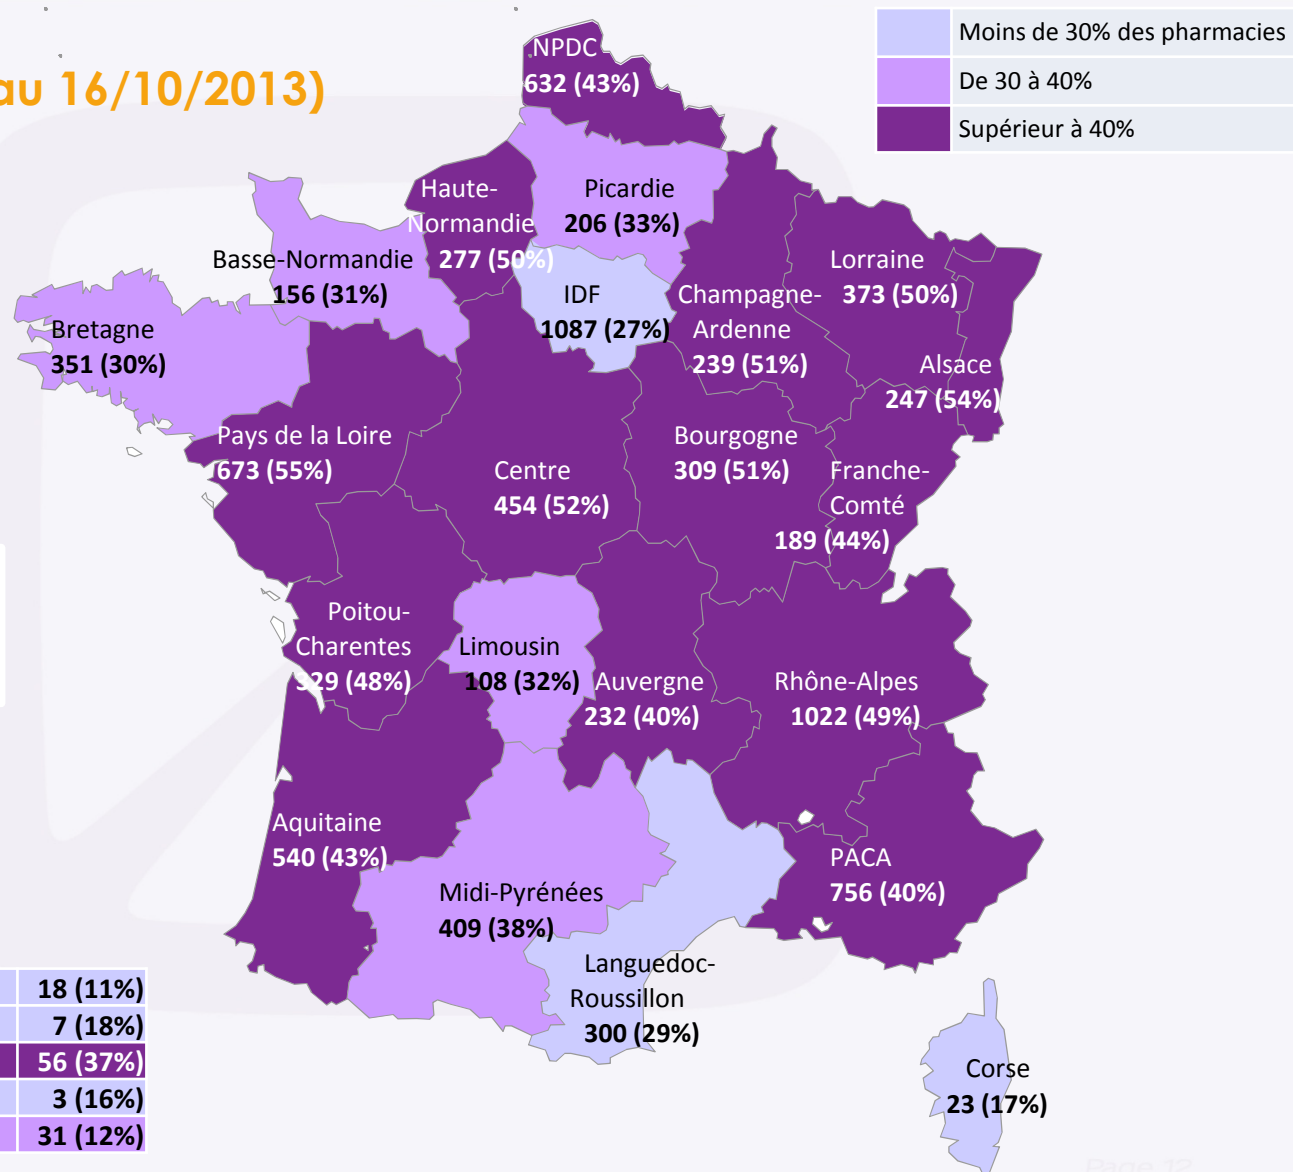 au 16/10/2013)
Moins de 30% des pharmacies
De 30 à 40%
Supérieur à 40%
NPDC
632 (43%)
Haute-
Normandie
277 (50%)
Picardie
206 (33%)
Basse-Normandie
156 (31%)
IDF
1087 (27%)
Champagne-
Ardenne
239 (51%)
Lorraine
373 (50%)
Alsace
247 (54%)
Bretagne
351 (30%)
Pays de la Loire
673 (55%)
Centre
454 (52%)
Bourgogne
309 (51%)
Franche-
Comté
189 (44%)
Poitou-
Charentes
329 (48%)
Limousin
108 (32%)
Auvergne
232 (40%)
Rhône-Alpes
1022 (49%)
Aquitaine
540 (43%)
Midi-Pyrénées
409 (38%)
PACA
756 (40%)
Languedoc-
Roussillon
300 (29%)
Corse
23 (17%)
18 (11%)
7 (18%)
56 (37%)
3 (16%)
31 (12%)
Page 12